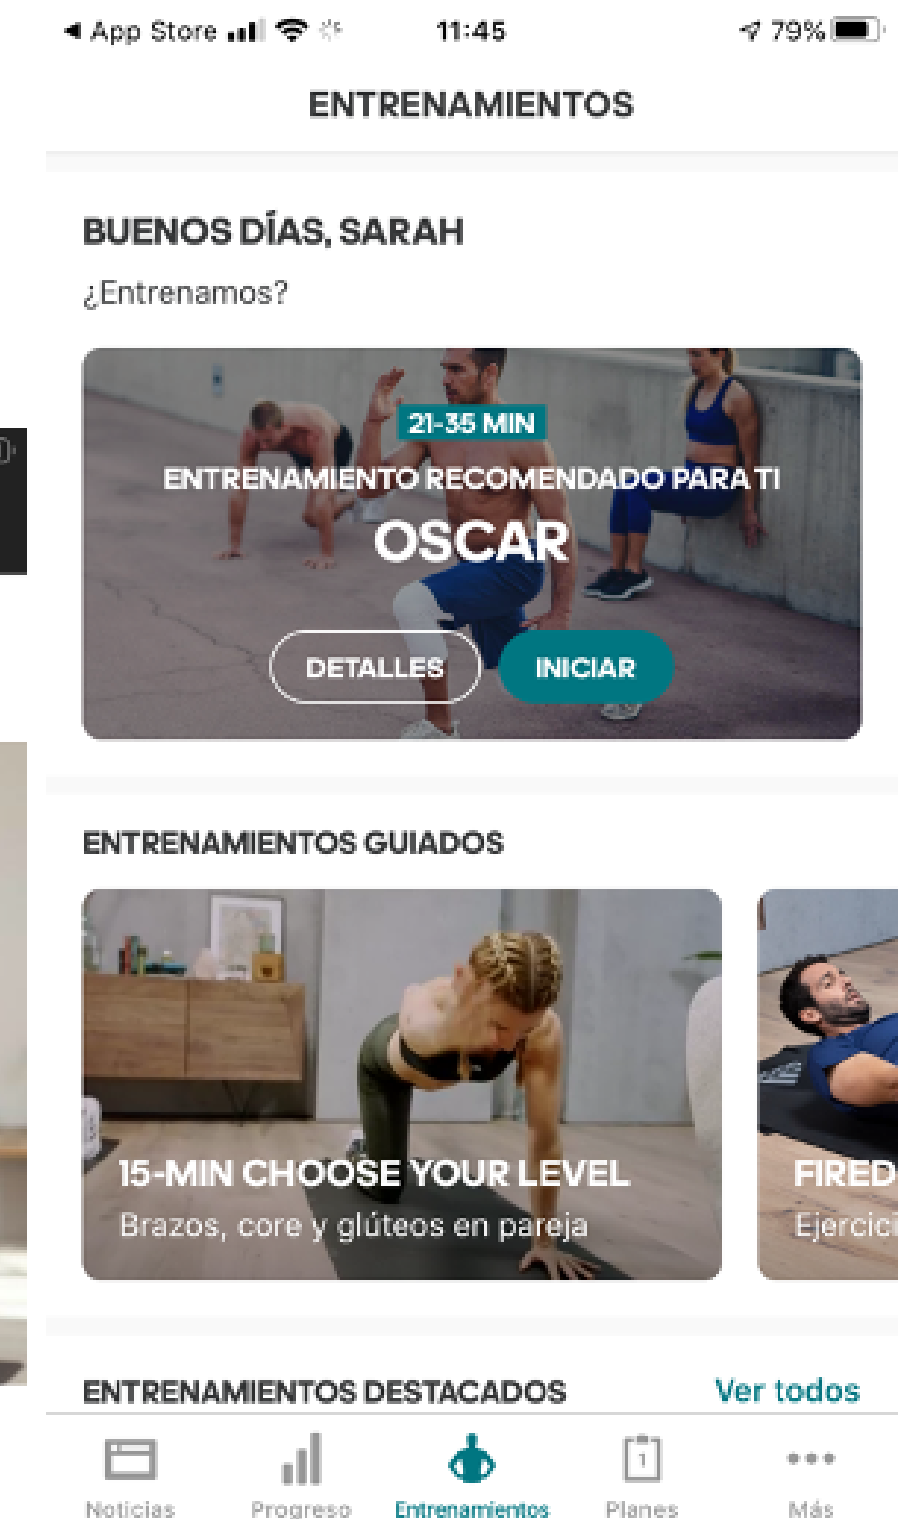 App Store 11:45 79%
ENTRENAMIENTOS
BUENOS DÍAS, SARAH
¿Entrenamos?
21-35 MIN
ENTRENAMIENTO RECOMENDADO PARA TI
OSCAR
DETALLES INICIAR
ENTRENAMIENTOS GUIADOS
15-MIN CHOOSE YOUR LEVEL
Brazos, core y glúteos en pareja
FIRED
Ejercici
ENTRENAMIENTOS DESTACADOS Ver todos
1
Noticias Progreso Entrenamientos Planes Más